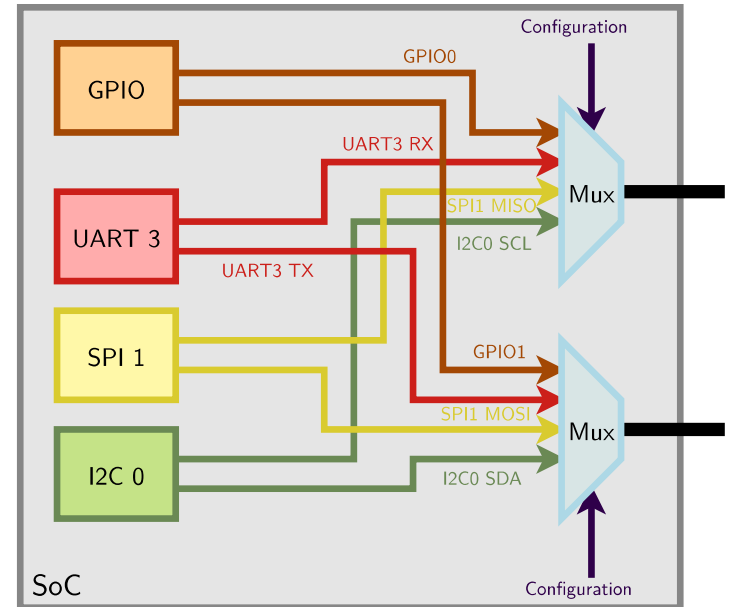 Configuration
GPIO0
GPIO
UART3 RX
Mux
SPI1 MISO
UART 3
I2C0 SCL
UART3 TX
GPIO1
SPI 1
SPI1 MOSI
Mux
I2C 0
I2C0 SDA
SoC
Configuration